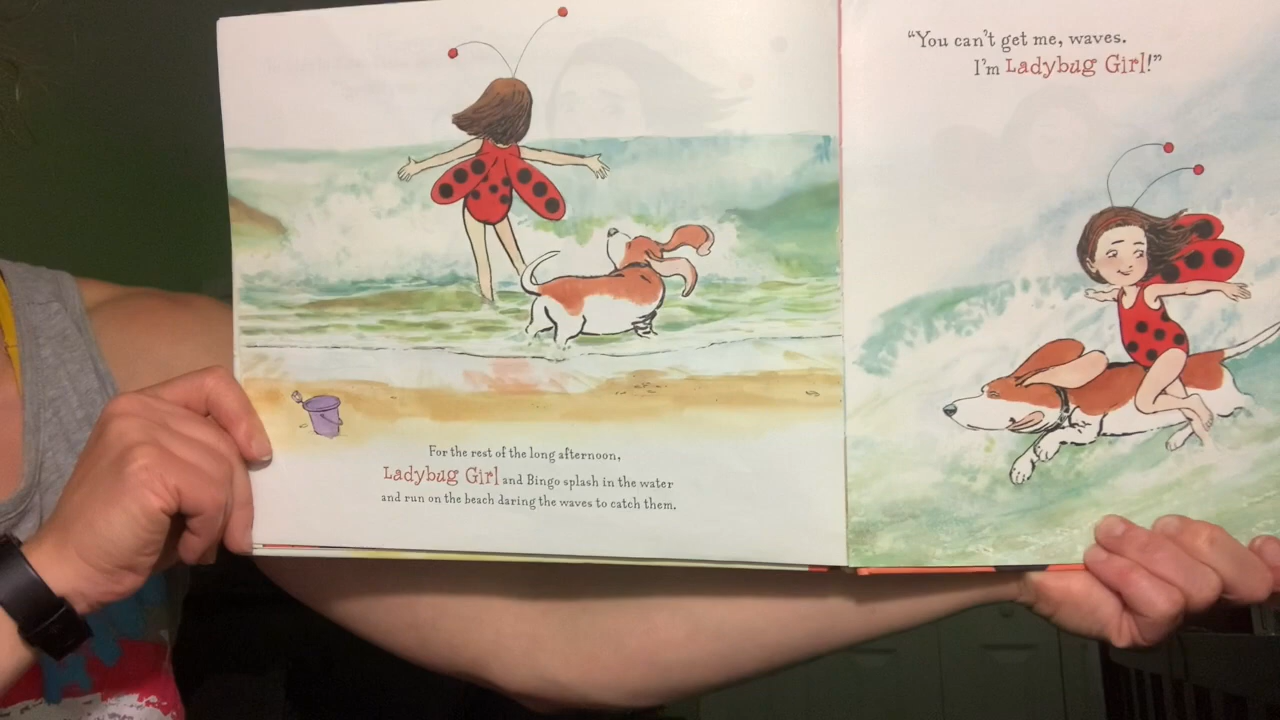 For the rest of the long afternoon,
Ladybug Girl and Bingo splash in the water
and run on the beach daring the waves to catch them.
“You can’t get me, waves.
I’m Ladybug Girl!”